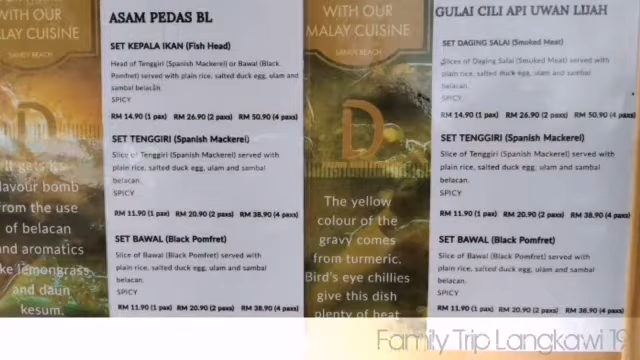 WITH OUR
ALAY CUISINE
SANDY BEACH
D
ll gets its
lavour bomb
from the use
of belacan
and aromatics
ke lemongrass
and daun
kesum.
ASAM PEDAS BL
SET KEPALA IKAN (Fish Head)
Head of Tenggiri (Spanish Mackerel) or Bawal (Black
Pomfret) served with plain rice, salted duck egg, ulam and
sambal belacan.
SPICY
RM 14.90 (1 pax) RM 26.90 (2 paxs) RM 50.90 (4 paxs)
SET TENGGIRI (Spanish Mackerel)
Slice of Tenggiri (Spanish Mackerel) served with
plain rice, salted duck egg, ulam and sambal
belacan.
SPICY
RM 11.90 (1 pax) RM 20.90 (2 paxs) RM 38.90 (4 paxs)
SET BAWAL (Black Pomfret)
Slice of Bawal (Black Pomfret) served with
plain rice, salted duck egg, ulam and sambal
belacan.
SPICY
RM 11.90 (1 pax) RM 20.90 (2 paxs) RM 38.90 (4 paxs)
WITH OUR
MALAY CUISINE
SANDY BEACH
D
The yellow
colour of the
gravy comes
from turmeric.
Bird's eye chillies
give this dish
plenty of heat
GULAI CILI API UWAN LIJAH
SET DAGING SALAI (Smoked Meat)
Slices of Daging Salai (Smoked Meat) served with
plain rice, salted duck egg, ulam and sambal
belacan.
SPICY
RM 14.90 (1 pax) RM 26.90 (2 paxs) RM 50.90 (4 paxs)
SET TENGGIRI (Spanish Mackerel)
Slice of Tenggiri (Spanish Mackerel) served with
plain rice, salted duck egg, ulam and sambal
belacan.
SPICY
RM 11.90 (1 pax) RM 20.90 (2 paxs) RM 38.90 (4 paxs)
SET BAWAL (Black Pomfret)
Slice of Bawal (Black Pomfret) served with
plain rice, salted duck egg, ulam and sambal
belacan.
SPICY
RM 11.90 (1 pax) RM 20.90 (2 paxs) RM 38.90 (4 paxs)
Family Trip Langkawi 19